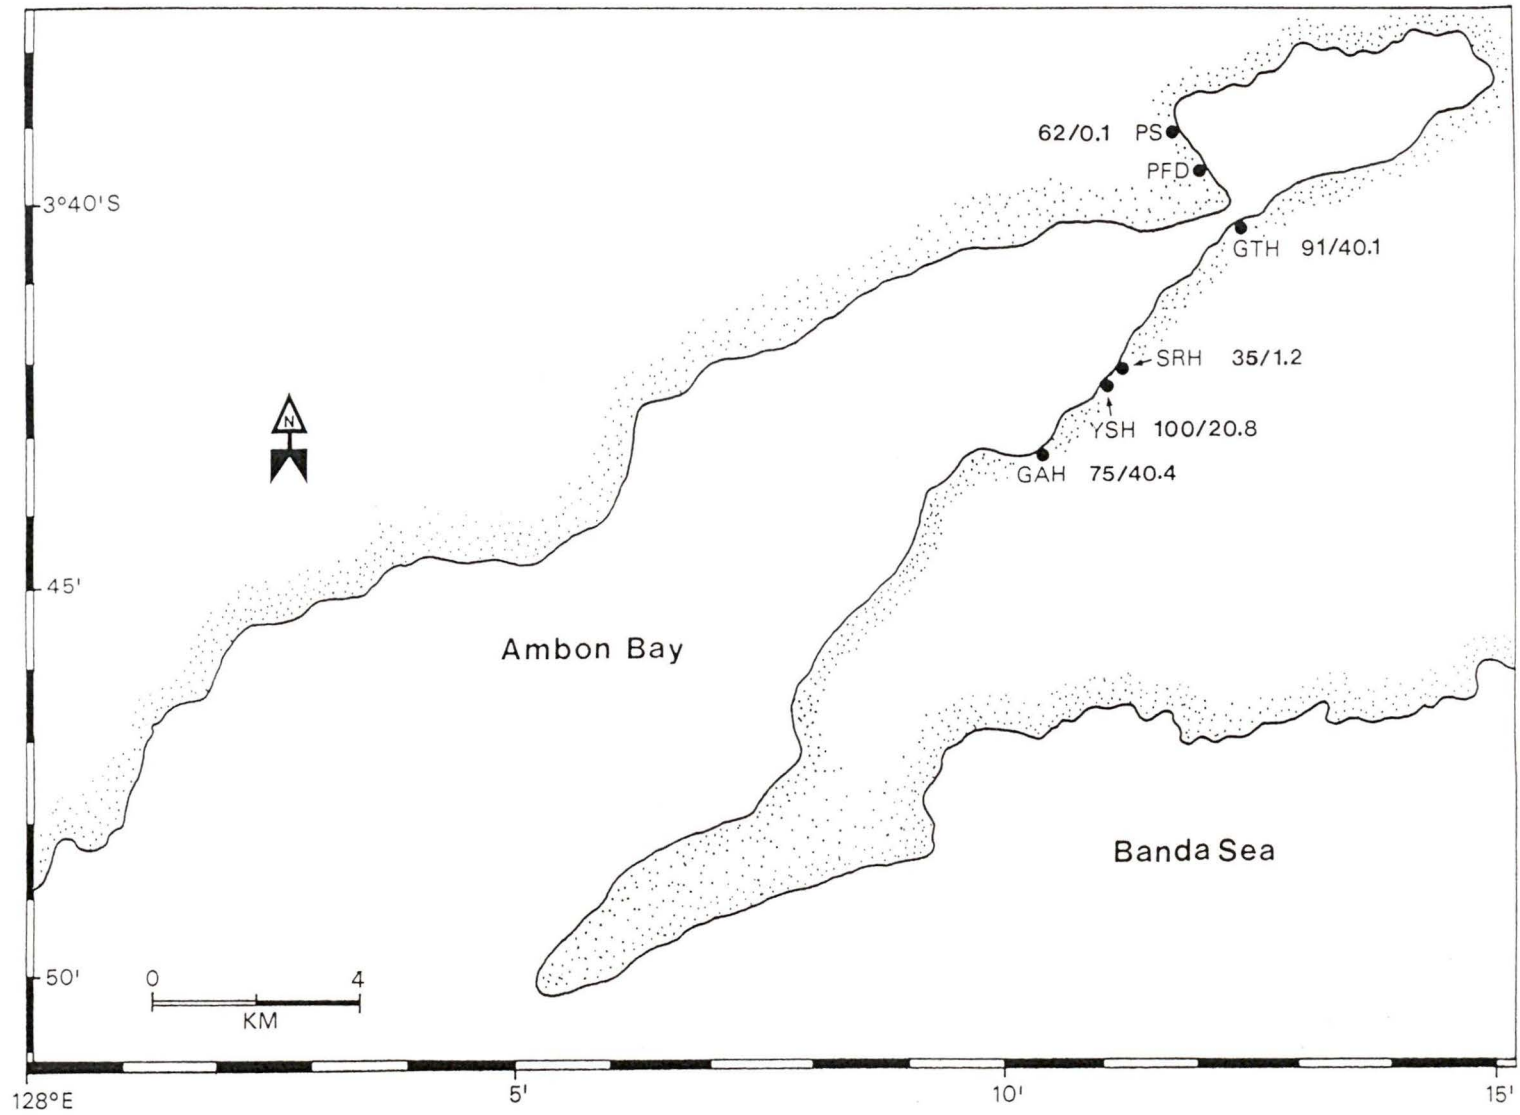 62/0.1 PS
PFD
3°40'S
GTH 91/40.1
SRH 35/1.2
N
YSH 100/20.8
GAH 75/40.4
45'
Ambon Bay
Banda Sea
50'
0 4
KM
128°E 5' 10' 15'